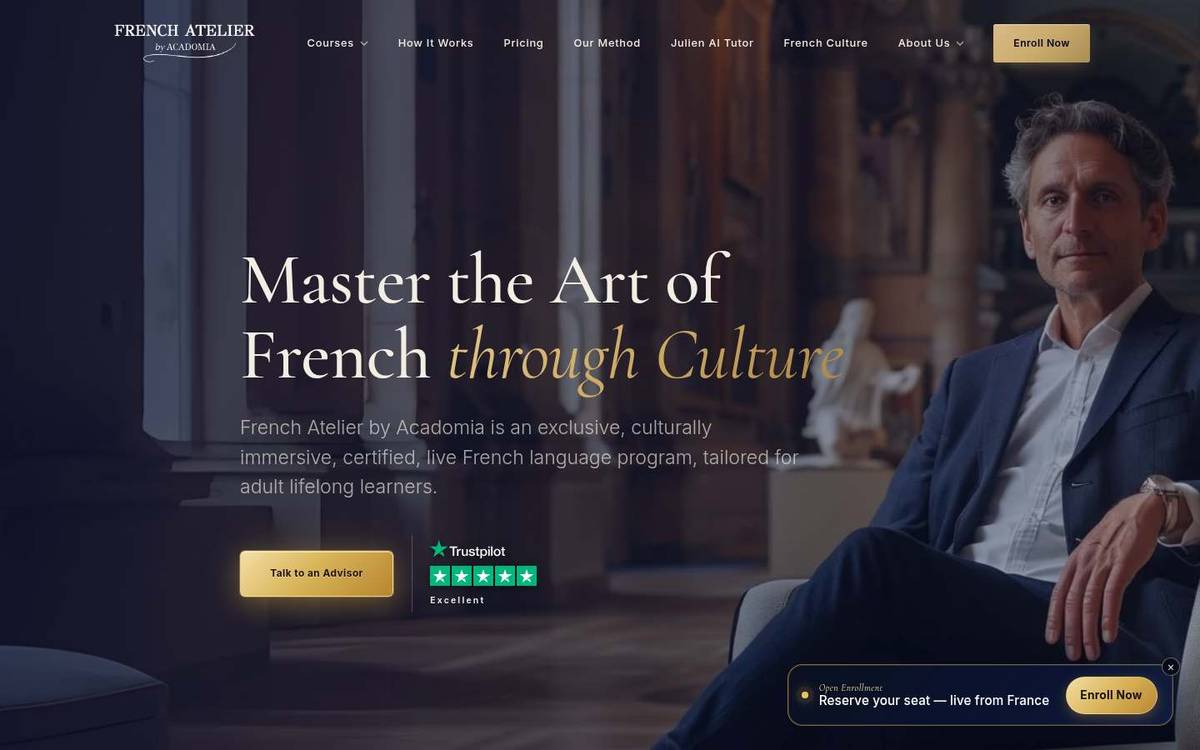 FRENCH ATELIER
by ACADOMIA
Courses
How It Works
Pricing
Our Method
Julien AI Tutor
French Culture
About Us
Enroll Now
Master the Art of
French through Culture
French Atelier by Acadomia is an exclusive, culturally
immersive, certified, live French language program, tailored for
adult lifelong learners.
Talk to an Advisor
Trustpilot
Excellent
Open Enrollment
Reserve your seat — live from France
Enroll Now